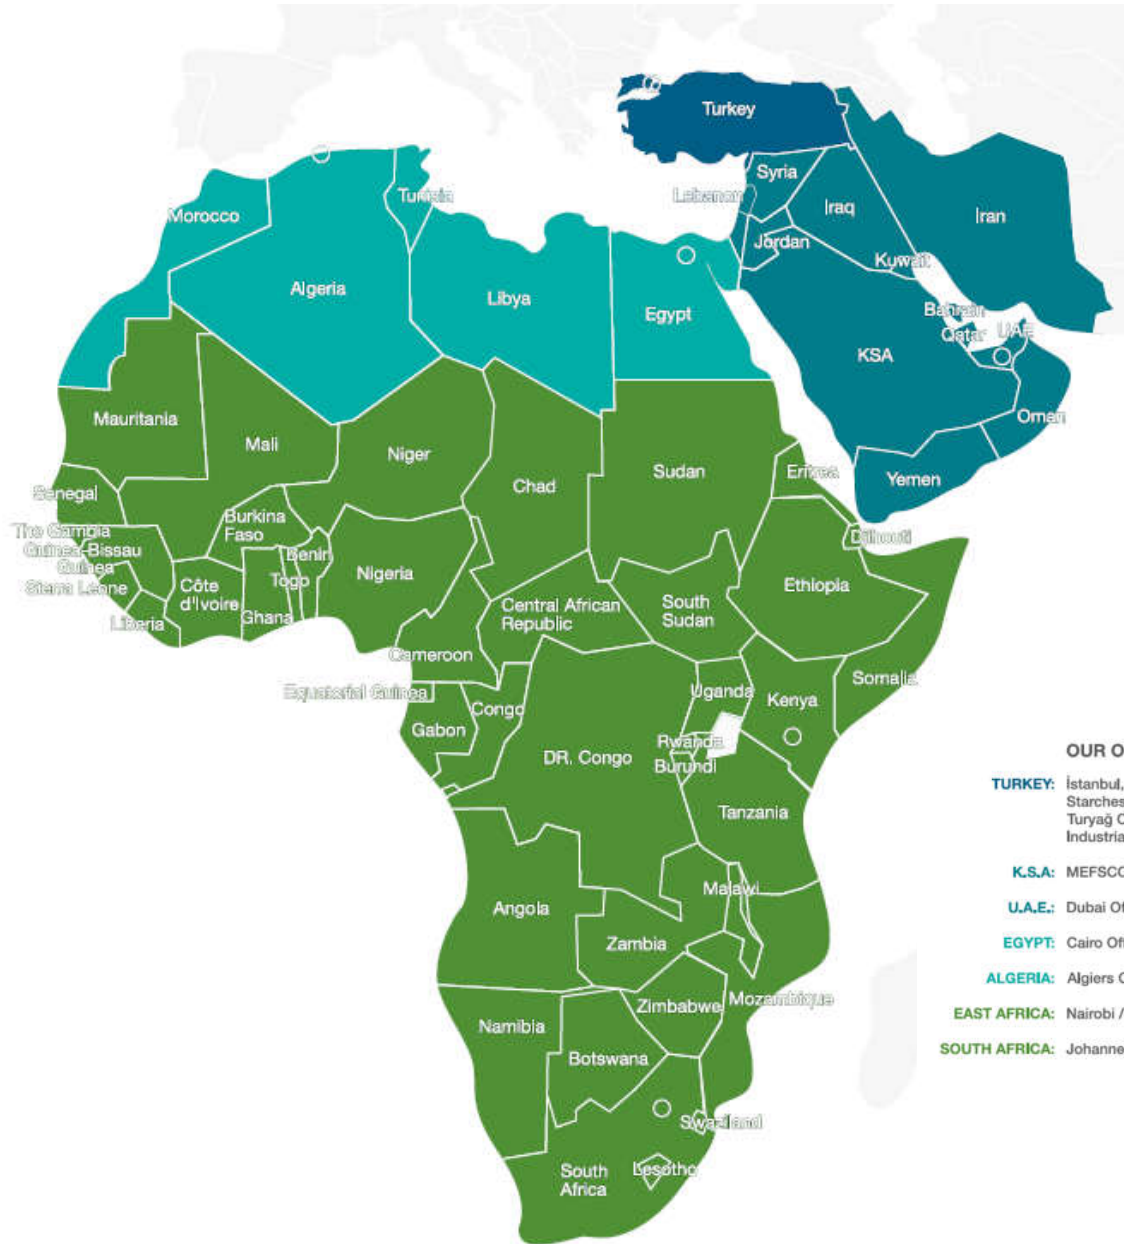 Turkey
Syria
Lebanon
Iraq
Iran
Jordan
Kuwait
Morocco
Tunisia
Algeria
Libya
Egypt
Bahrain
Qatar
UAE
KSA
Oman
Yemen
Mauritania
Mali
Niger
Chad
Sudan
Eritrea
Senegal
The Gambia
Guinea-Bissau
Guinea
Sierra Leone
Liberia
Burkina
Faso
Côte
d'Ivoire
Ghana
Togo
Benin
Nigeria
Djibouti
Ethiopia
Central African
Republic
South
Sudan
Cameroon
Equatorial Guinea
Gabon
Congo
Uganda
Kenya
Somalia
DR. Congo
Rwanda
Burundi
Tanzania
Angola
Malawi
Zambia
Mozambique
Zimbabwe
Namibia
Botswana
Swaziland
Lesotho
South
Africa
OUR O
TURKEY: İstanbul,
Starches
Turyağ C
Industria
K.S.A: MEFSCO
U.A.E.: Dubai Of
EGYPT: Cairo Off
ALGERIA: Algiers C
EAST AFRICA: Nairobi /
SOUTH AFRICA: Johanne